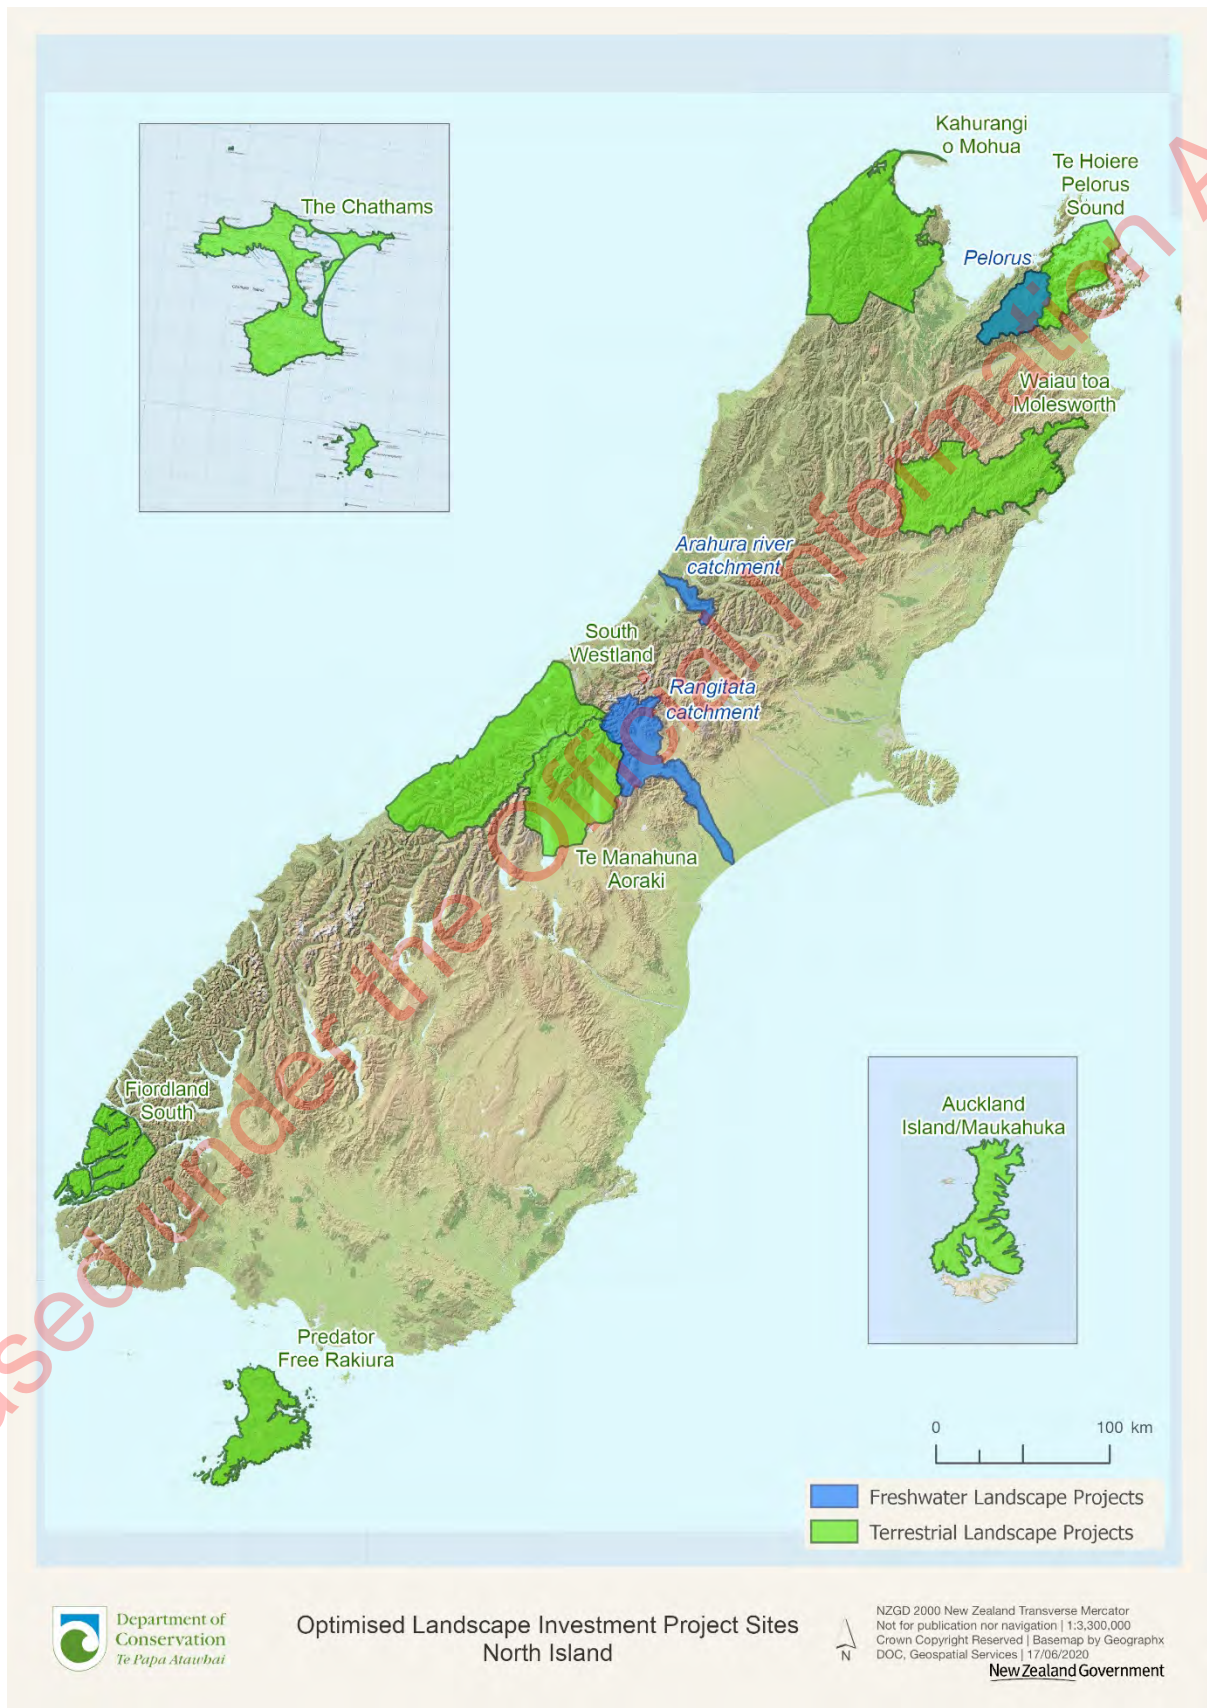 Kahurangi
o Mohua
Te Hoiere
Pelorus
Sound
The Chathams
Pelorus
Waiau toa
Molesworth
Arahura river
catchment
South
Westland
Rangitata
catchment
Te Manahuna
Aoraki
Fiordland
South
Auckland
Island/Maukahuka
Predator
Free Rakiura
0 100 km
Freshwater Landscape Projects
Terrestrial Landscape Projects
under the Official Information A
Department of
Conservation
Te Papa Atawhai
Optimised Landscape Investment Project Sites
North Island
N
NZGD 2000 New Zealand Transverse Mercator
Not for publication nor navigation | 1:3,300,000
Crown Copyright Reserved | Basemap by Geographx
DOC, Geospatial Services | 17/06/2020
New Zealand Government